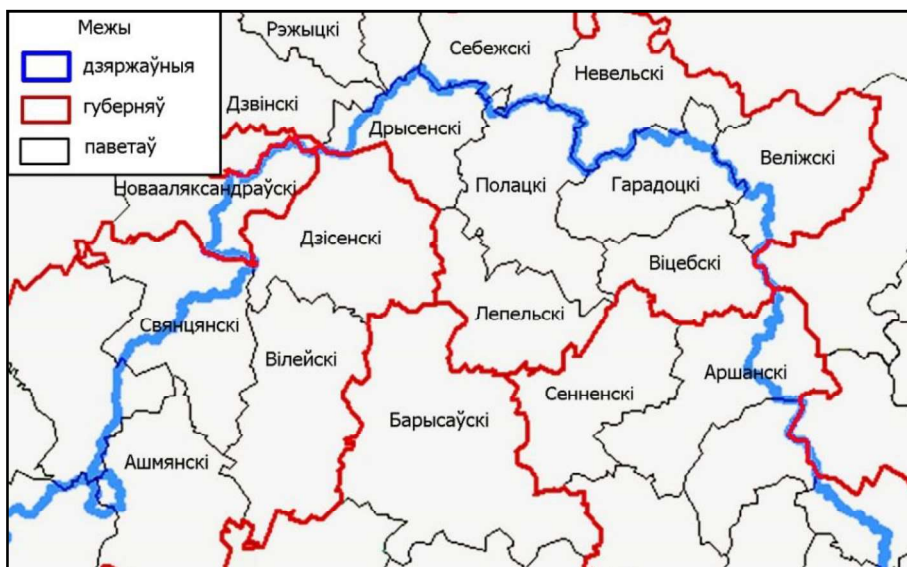 Межы
дзяржаўныя
губерняў
паветаў
Рэжыцкі
Себежскі
Невельскі
Дзвінскі
Дрысенскі
Веліжскі
Новааляксандраўскі
Полацкі
Гарадоцкі
Дзісенскі
Віцебскі
Свянцянскі
Лепельскі
Вілейскі
Аршанскі
Сенненскі
Барысаўскі
Ашмянскі